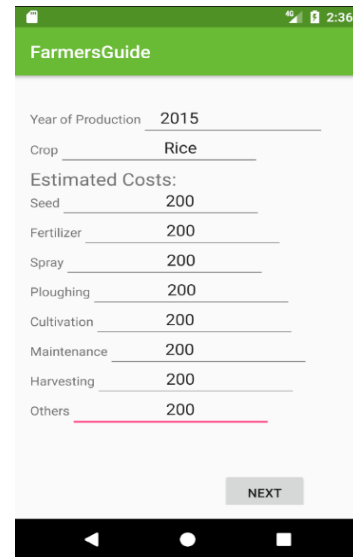 4G 2:36
FarmersGuide
Year of Production 2015
Crop Rice
Estimated Costs:
Seed 200
Fertilizer 200
Spray 200
Ploughing 200
Cultivation 200
Maintenance 200
Harvesting 200
Others 200
NEXT